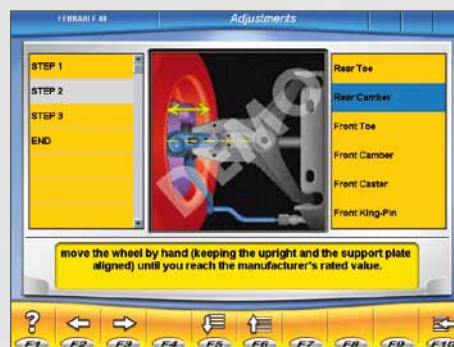 Adjustments
STEP 1
STEP 2
STEP 3
END
DEMO
Rear Toe
Rear Camber
Front Toe
Front Camber
Front Caster
Front King-Pin
move the wheel by hand (keeping the upright and the support plate
aligned) until you reach the manufacturer's rated value.
?
F1 F2 F3 F4 F5 F6 F7 F8 F9 F10